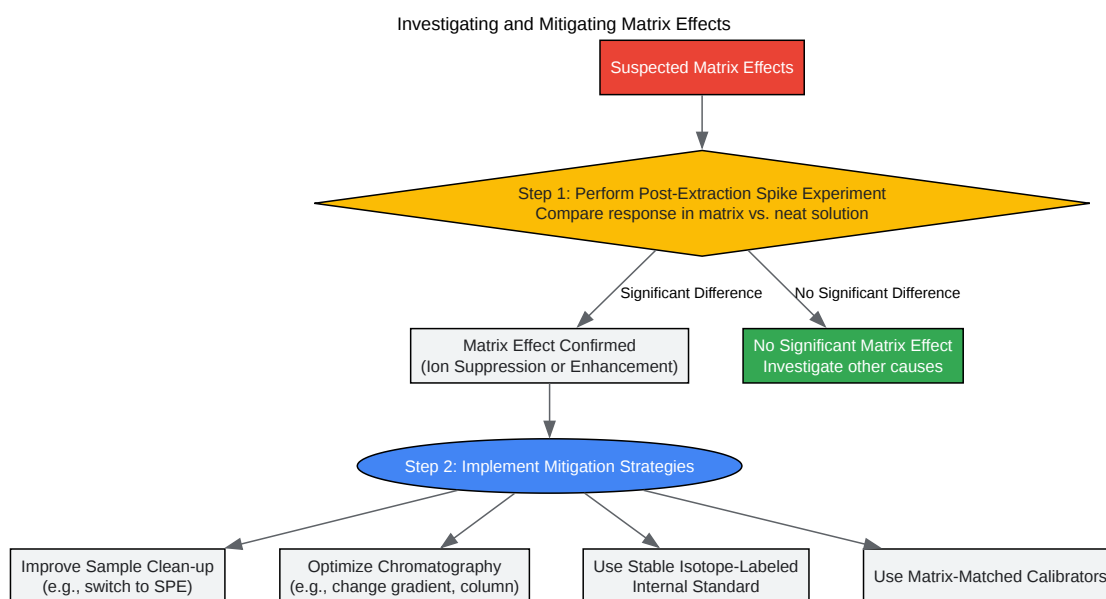 Investigating and Mitigating Matrix Effects
Suspected Matrix Effects
Step 1: Perform Post-Extraction Spike Experiment
Compare response in matrix vs. neat solution
Significant Difference
No Significant Difference
Matrix Effect Confirmed
(Ion Suppression or Enhancement)
No Significant Matrix Effect
Investigate other causes
Step 2: Implement Mitigation Strategies
Improve Sample Clean-up
(e.g., switch to SPE)
Optimize Chromatography
(e.g., change gradient, column)
Use Stable Isotope-Labeled
Internal Standard
Use Matrix-Matched Calibrators